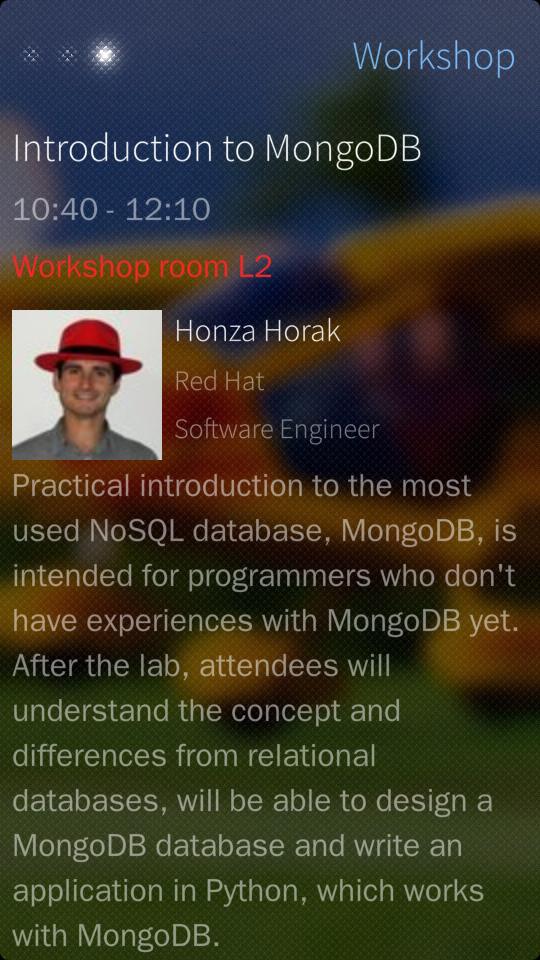 Workshop
Introduction to MongoDB
10:40 - 12:10
Workshop room L2
Honza Horak
Red Hat
Software Engineer
Practical introduction to the most
used NoSQL database, MongoDB, is
intended for programmers who don't
have experiences with MongoDB yet.
After the lab, attendees will
understand the concept and
differences from relational
databases, will be able to design a
MongoDB database and write an
application in Python, which works
with MongoDB.